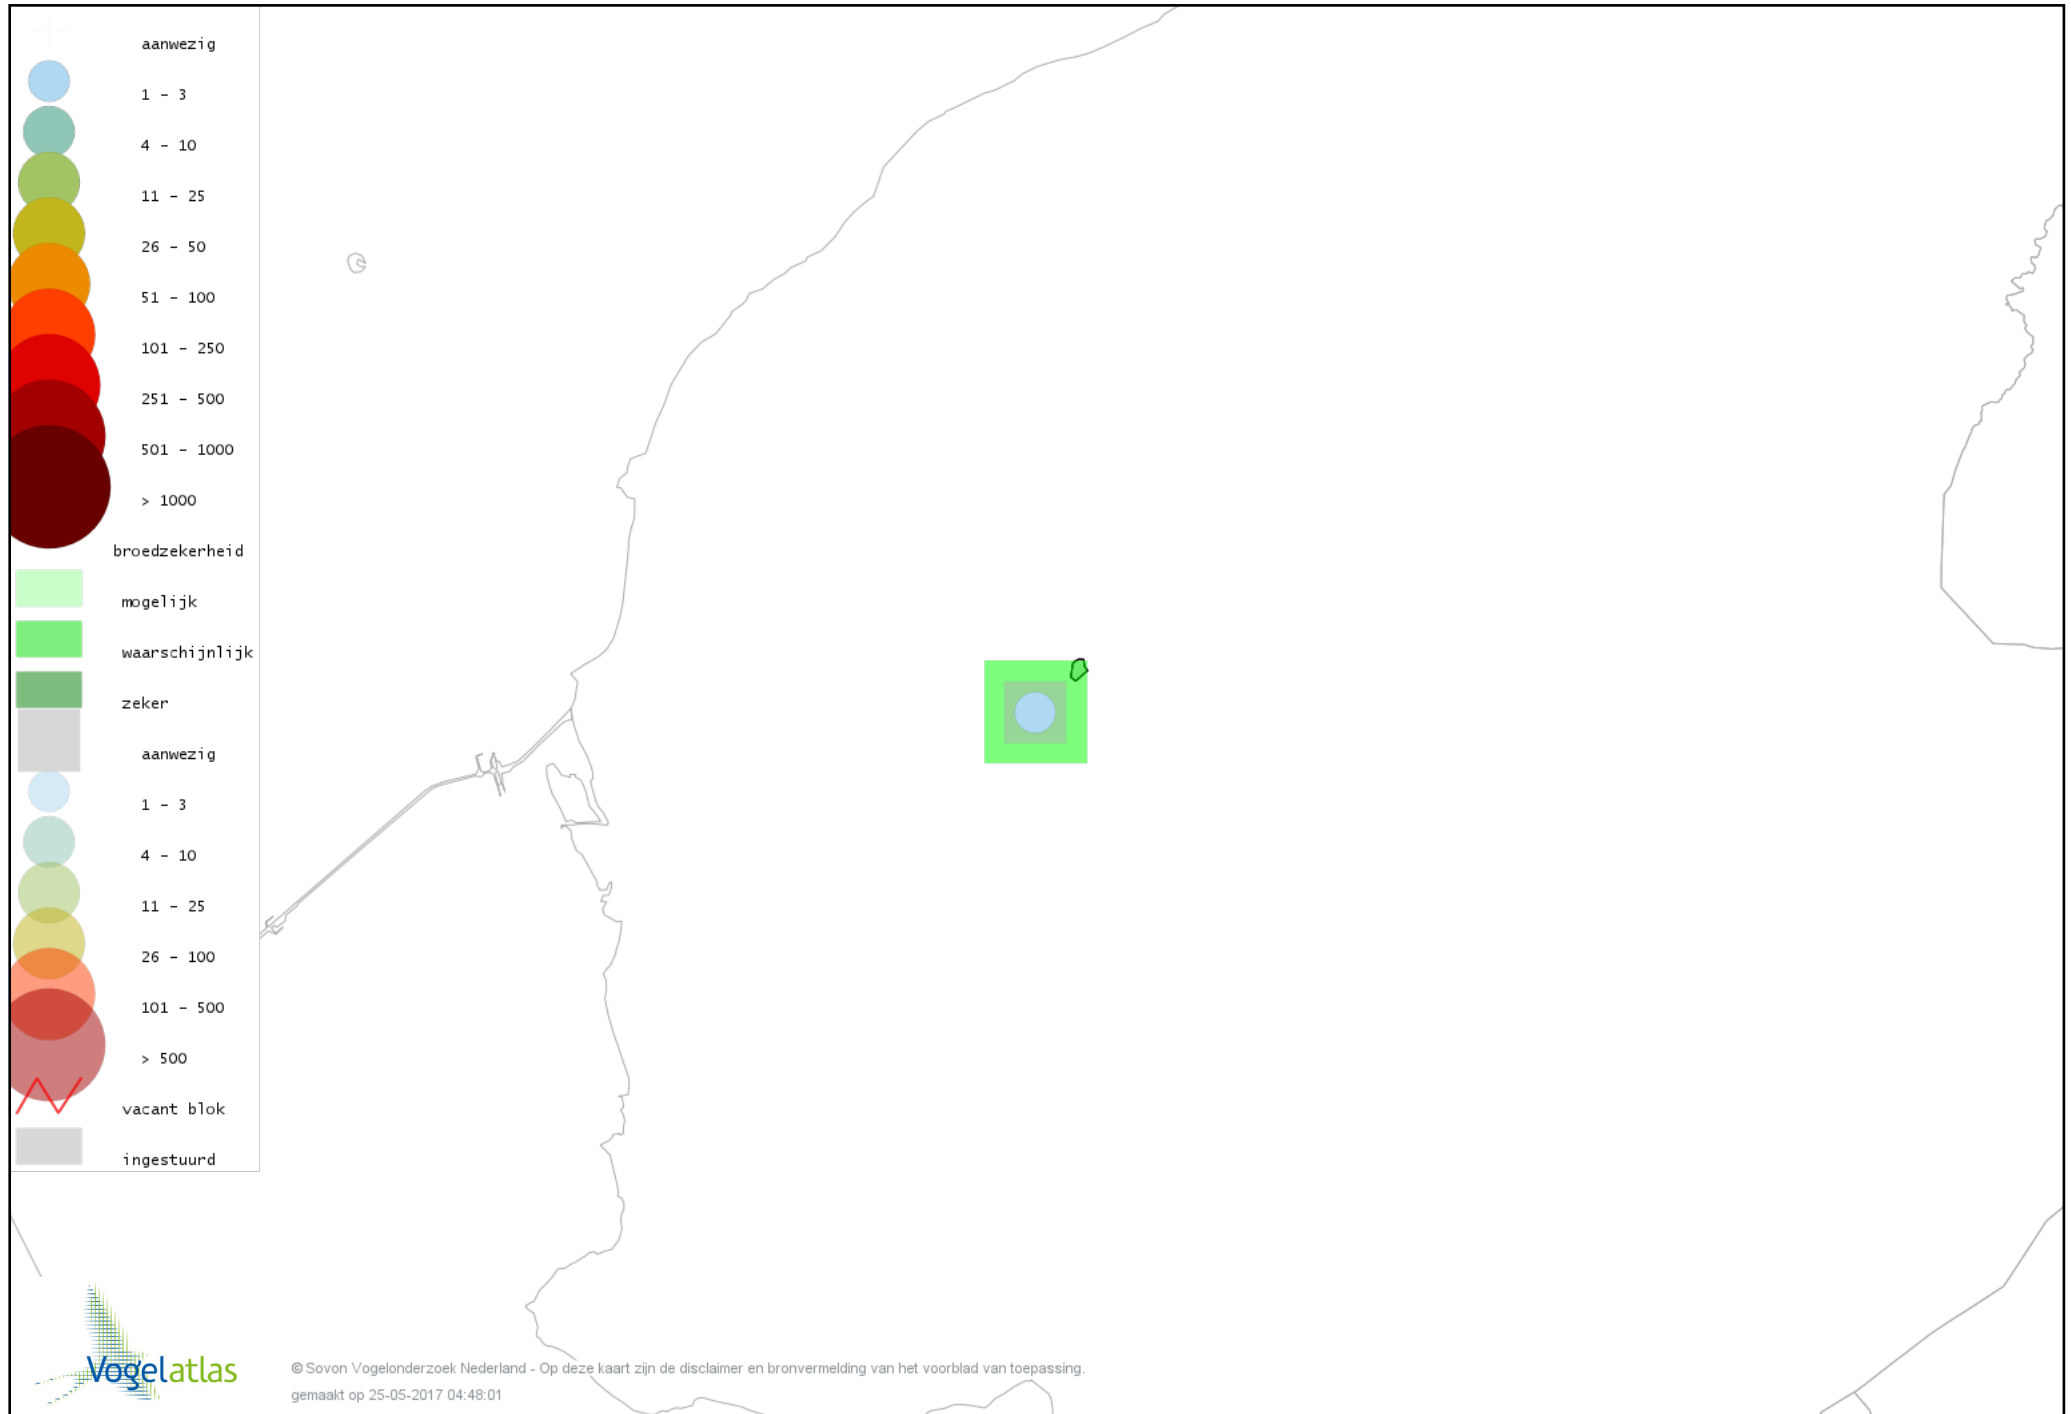 aanwezig
1 - 3
4 - 10
11 - 25
26 - 50
51 - 100
101 - 250
251 - 500
501 - 1000
> 1000
broedzekerheid
mogelijk
waarschijnlijk
zeker
aanwezig
1 - 3
4 - 10
11 - 25
26 - 100
101 - 500
> 500
vacant blok
ingestuurd
Vogelatlas
© Sovon Vogelonderzoek Nederland - Op deze kaart zijn de disclaimer en bronvermelding van het voorblad van toepassing.
gemaakt op 25-05-2017 04:48:01